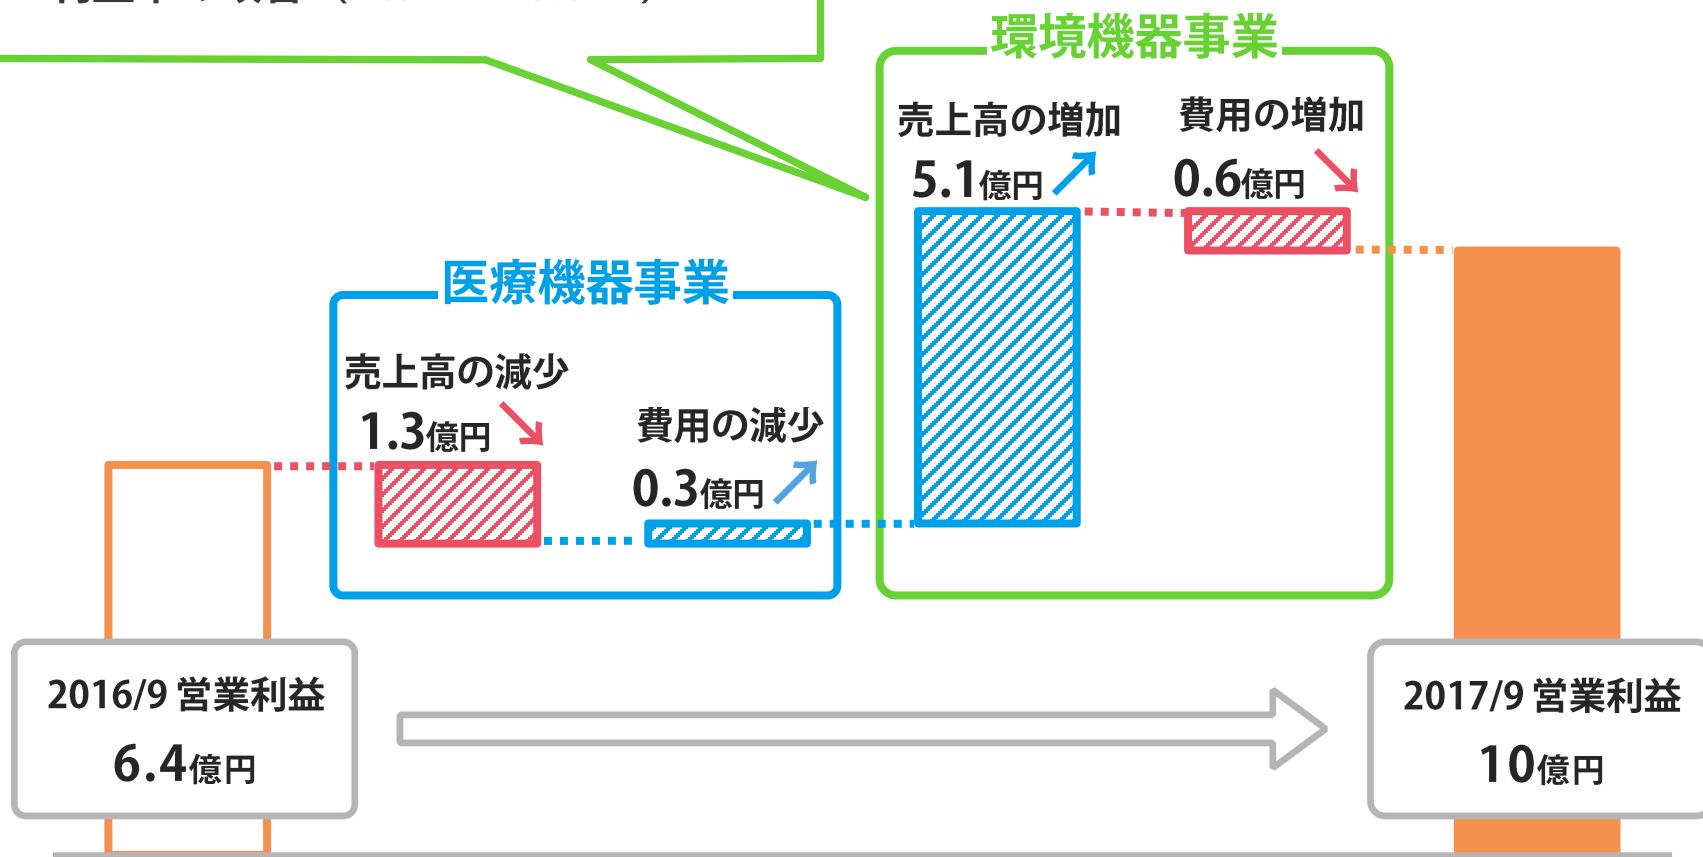 環境機器事業
売上高の増加
5.1億円
費用の増加
0.6億円
医療機器事業
売上高の減少
1.3億円
費用の減少
0.3億円
2016/9 営業利益
6.4億円
2017/9 営業利益
10億円